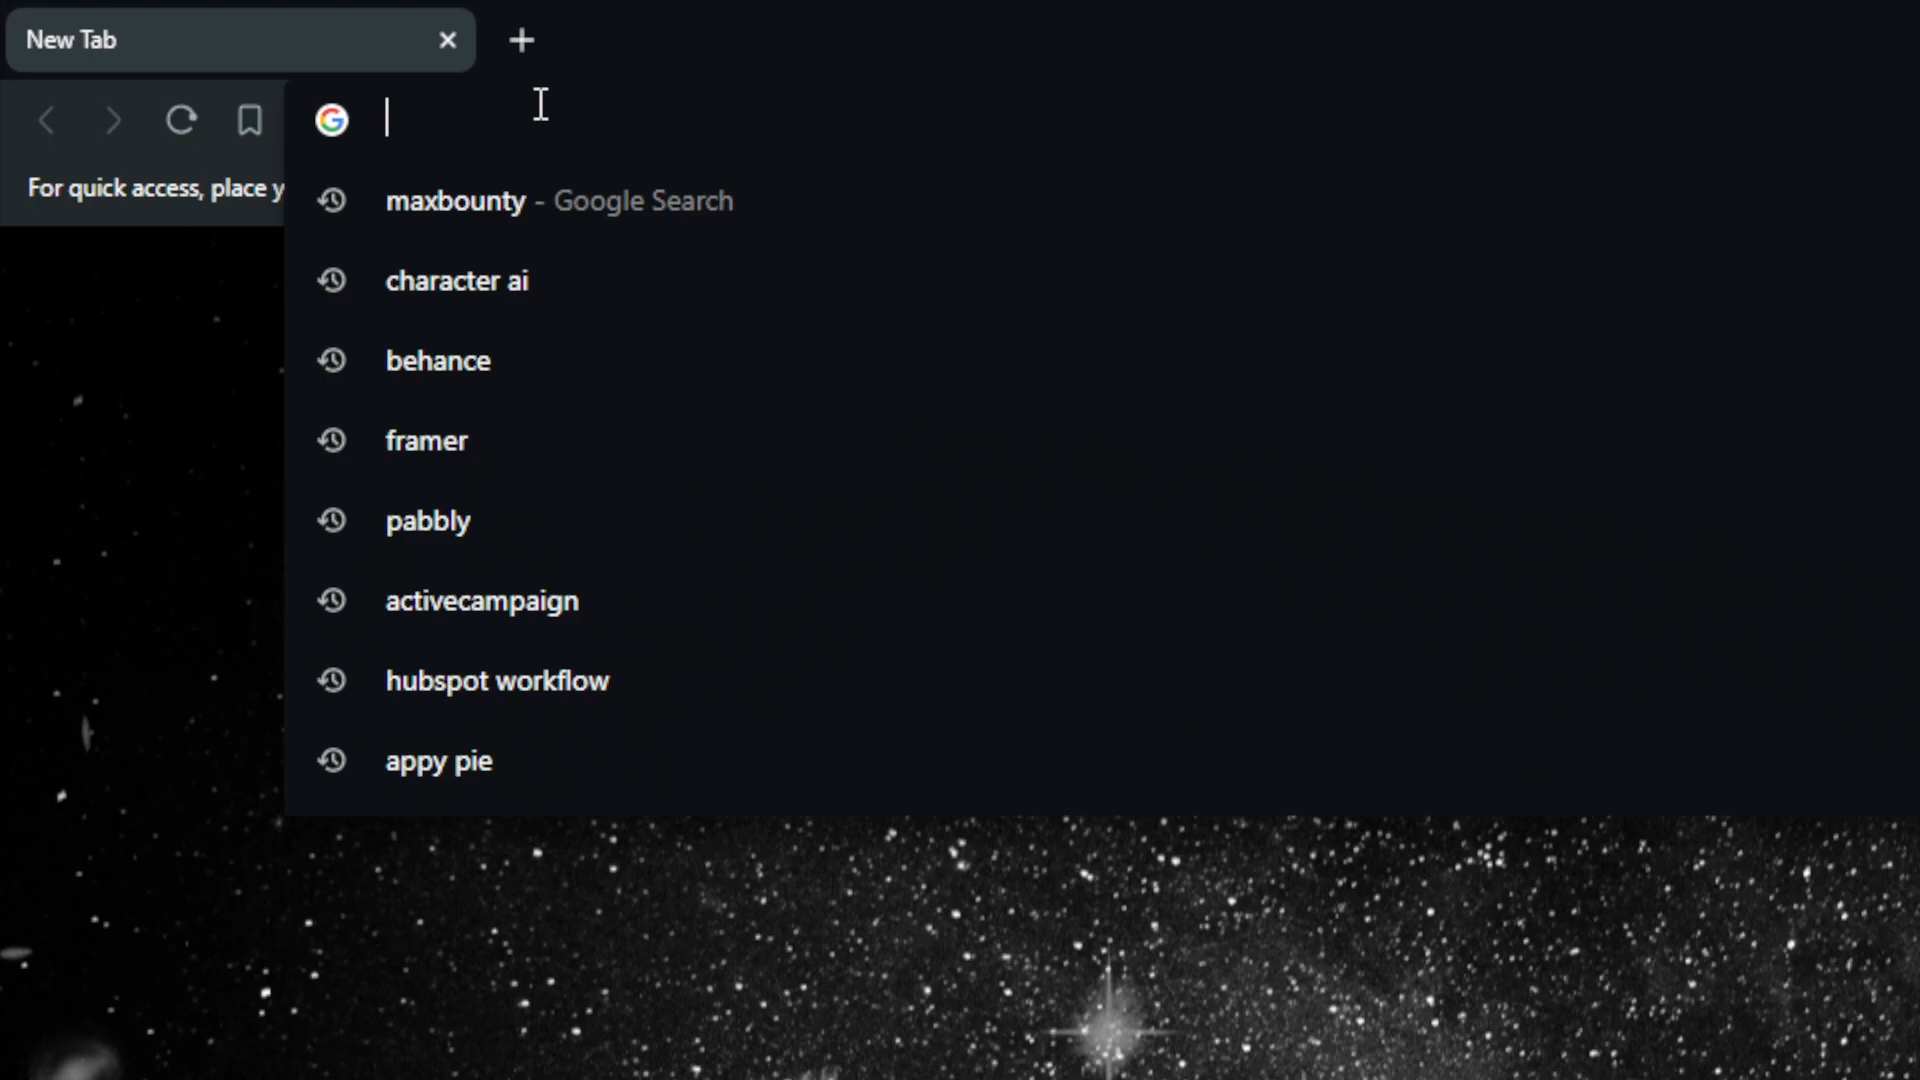 New Tab
For quick access, place y
maxbounty - Google Search
character ai
behance
framer
pabbly
activecampaign
hubspot workflow
appy pie